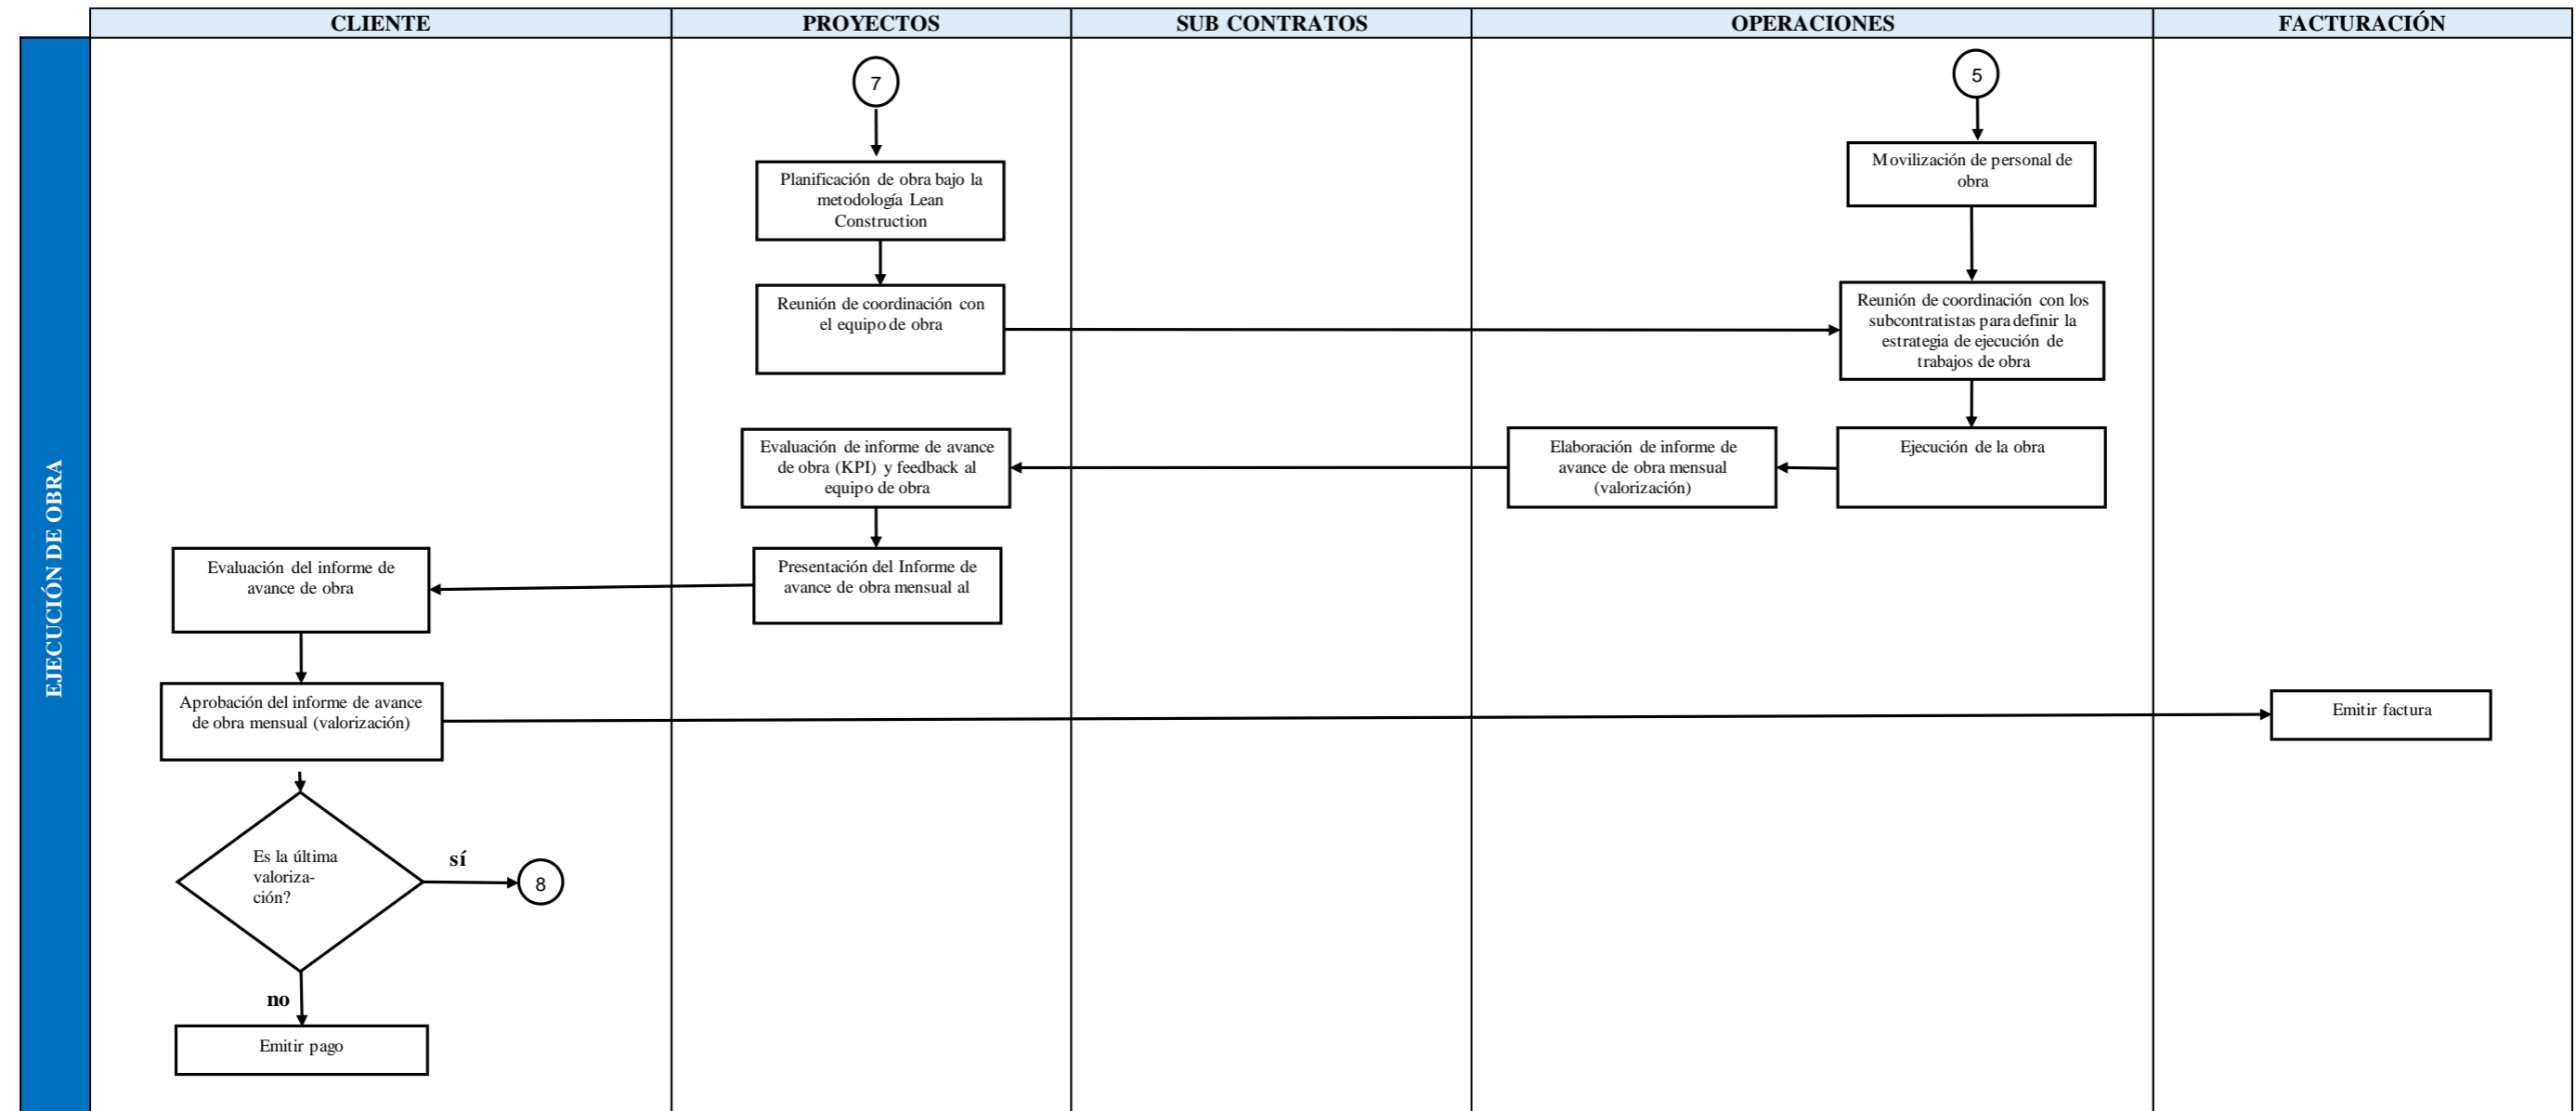 CLIENTE
PROYECTOS
SUB CONTRATOS
OPERACIONES
FACTURACIÓN
EJECUCIÓN DE OBRA
7
5
Planificación de obra bajo la
metodología Lean
Construction
Movilización de personal de
obra
Reunión de coordinación con
el equipo de obra
Reunión de coordinación con los
subcontratistas para definir la
estrategia de ejecución de
trabajos de obra
Evaluación de informe de avance
de obra (KPI) y feedback al
equipo de obra
Elaboración de informe de
avance de obra mensual
(valorización)
Ejecución de la obra
Evaluación del informe de
avance de obra
Presentación del Informe de
avance de obra mensual al
Aprobación del informe de avance
de obra mensual (valorización)
Emitir factura
Es la última
valoriza-
ción?
sí
8
no
Emitir pago